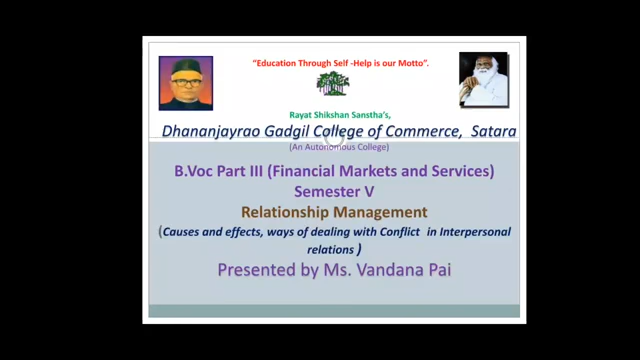 "Education Through Self -Help is our Motto".
Rayat Shikshan Sanstha's,
Dhananjayrao Gadgil College of Commerce, Satara
(An Autonomous College)
B.Voc Part III (Financial Markets and Services)
Semester V
Relationship Management
(Causes and effects, ways of dealing with Conflict in Interpersonal
relations )
Presented by Ms. Vandana Pai